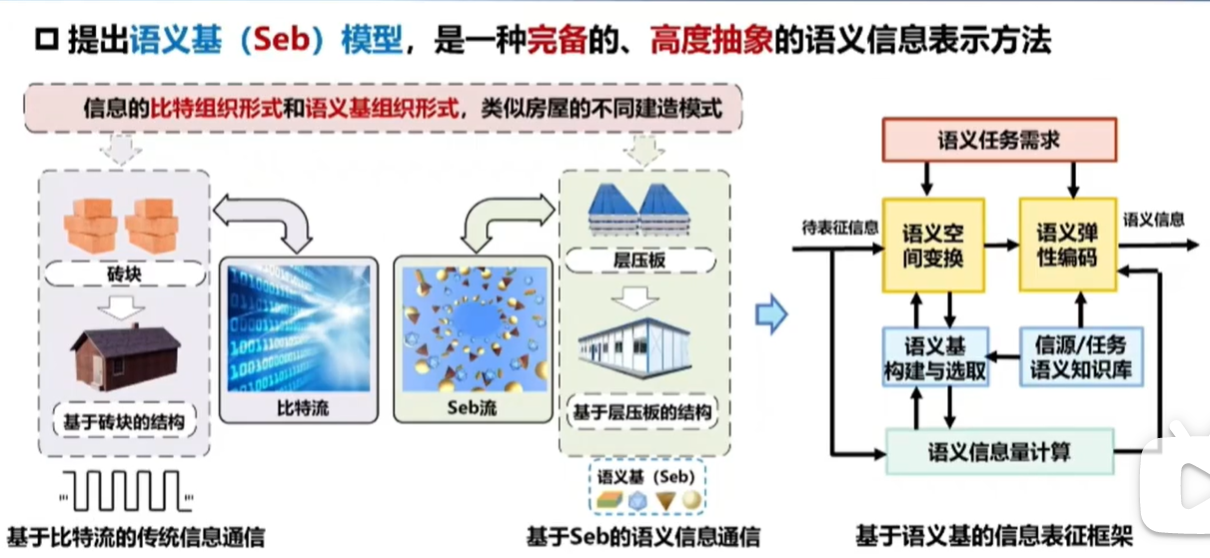 提出语义基（Seb）模型，是一种完备的、高度抽象的语义信息表示方法
信息的比特组织形式和语义基组织形式，类似房屋的不同建造模式
砖块
基于砖块的结构
比特流
Seb流
层压板
基于层压板的结构
语义基（Seb）
基于比特流的传统信息通信
基于Seb的语义信息通信
语义任务需求
待表征信息
语义空
间变换
语义弹
性编码
语义信息
语义基
构建与选取
信源/任务
语义知识库
语义信息量计算
基于语义基的信息表征框架